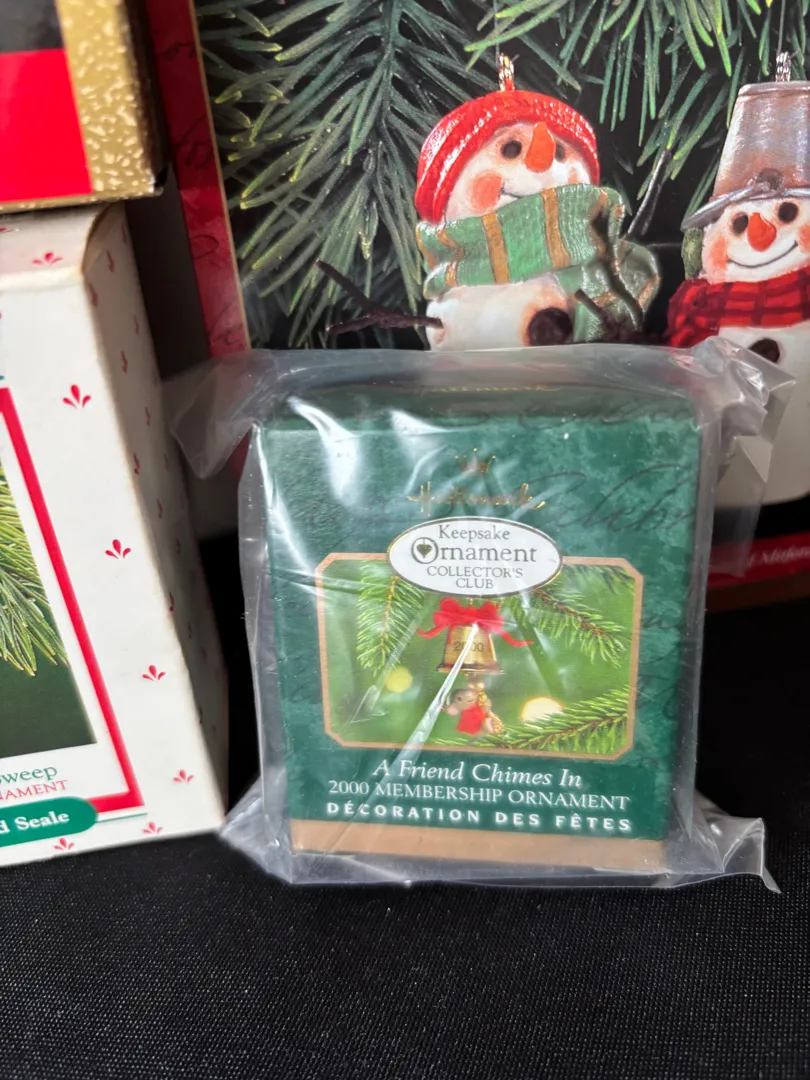 Hallmark
Keepsake
Ornament
COLLECTOR'S
CLUB
2000
A Friend Chimes In
2000 MEMBERSHIP ORNAMENT
DÉCORATION DES FÊTES
weep
NAMENT
d Seale